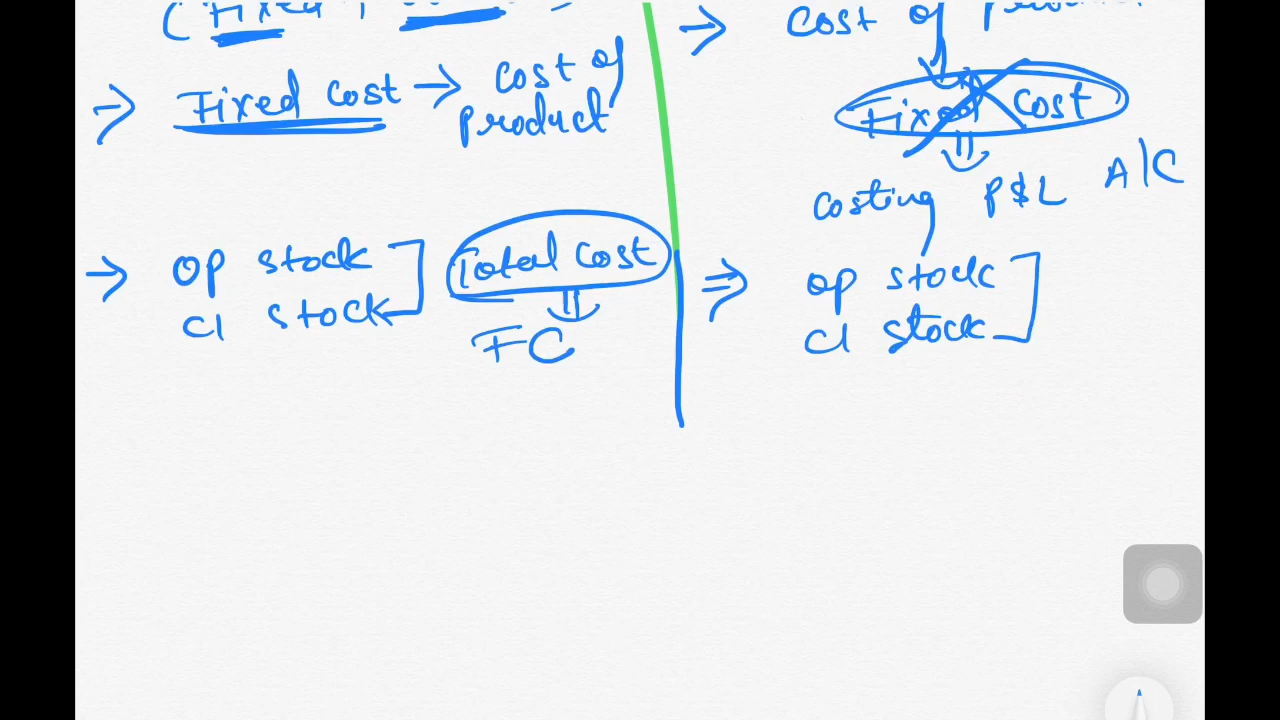 (Fixed +
⇒ Fixed cost → cost of
product
→ op stock ] Total cost
cl stock
⇓
FC
→ Cost of
Fixed cost
⇓
costing P&L A/C
⇒ op stock ]
cl stock